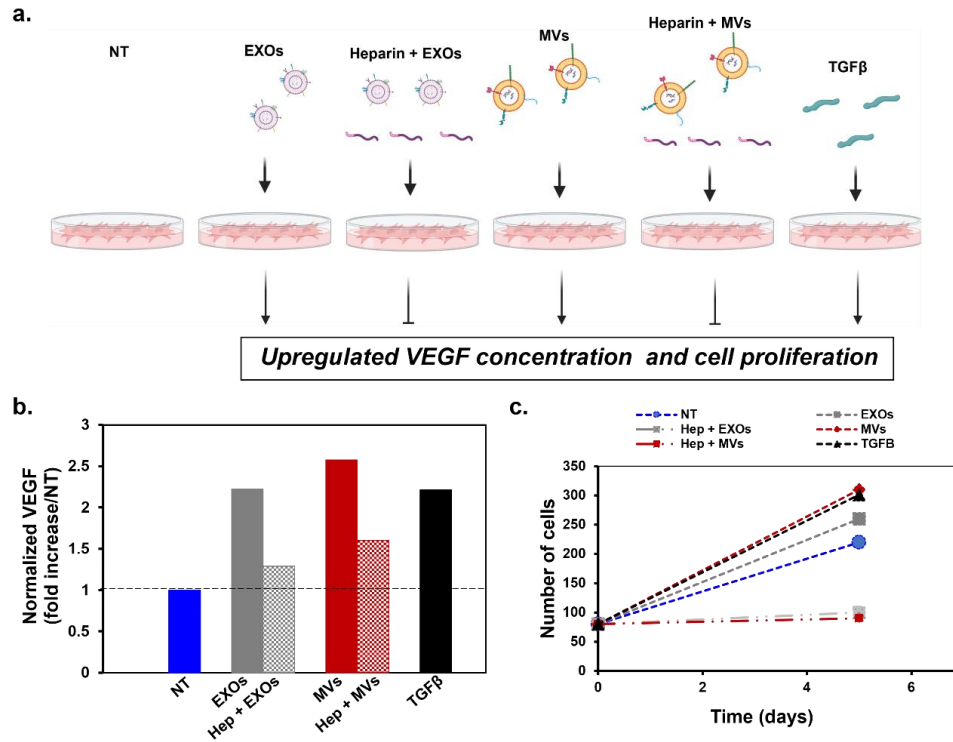 a.
NT
EXOs
Heparin + EXOs
MVs
Heparin + MVs
TGFβ
Upregulated VEGF concentration and cell proliferation
b.
Normalized VEGF
(fold increase/NT)
3
2.5
2
1.5
1
0.5
0
NT
EXOs
Hep + EXOs
MVs
Hep + MVs
TGFβ
c.
NT
EXOs
Hep + EXOs
MVs
Hep + MVs
TGFB
Number of cells
350
300
250
200
150
100
50
0
0
2
4
6
Time (days)